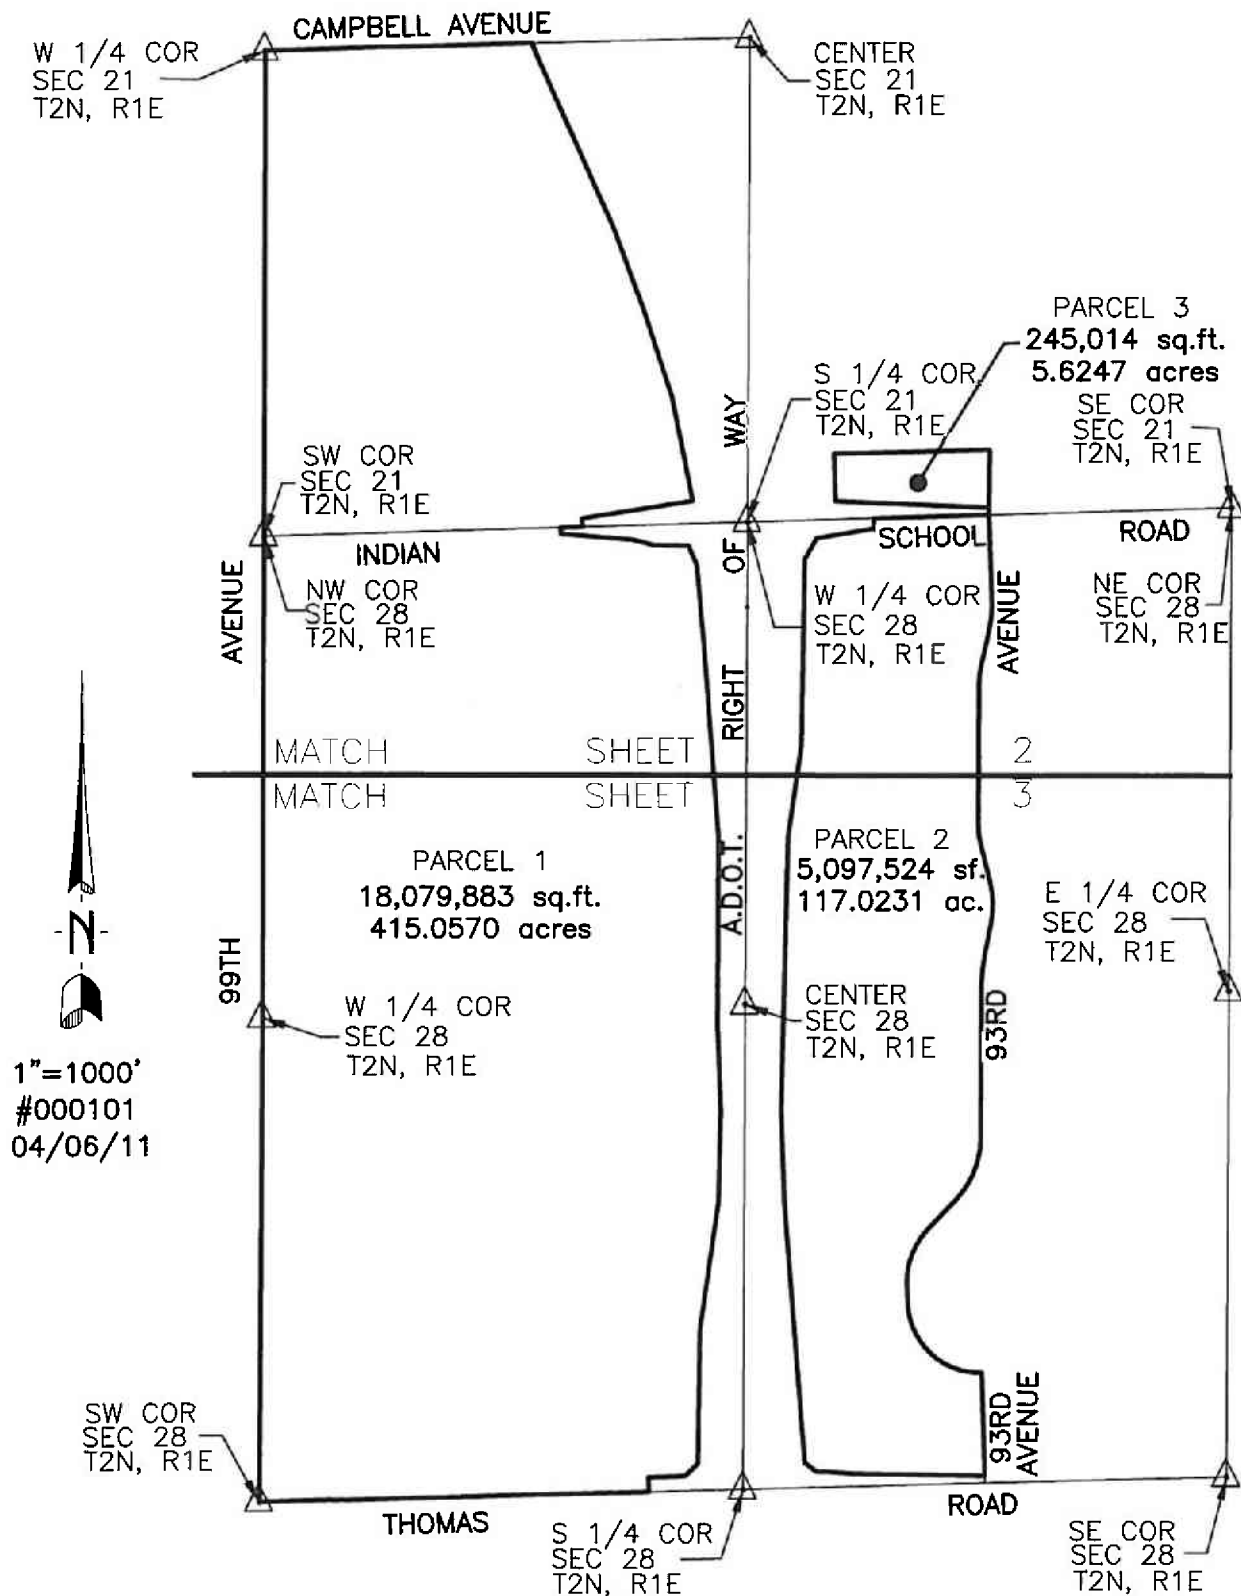 CAMPBELL AVENUE
W 1/4 COR
SEC 21
T2N, R1E
CENTER
SEC 21
T2N, R1E
PARCEL 3
245,014 sq.ft.
5.6247 acres
S 1/4 COR
SEC 21
T2N, R1E
SE COR
SEC 21
T2N, R1E
SW COR
SEC 21
T2N, R1E
INDIAN
SCHOOL
ROAD
NW COR
SEC 28
T2N, R1E
W 1/4 COR
SEC 28
T2N, R1E
NE COR
SEC 28
T2N, R1E
99TH AVENUE
A.D.O.T. RIGHT OF WAY
93RD AVENUE
MATCH SHEET 2
MATCH SHEET 3
PARCEL 1
18,079,883 sq.ft.
415.0570 acres
PARCEL 2
5,097,524 sf.
117.0231 ac.
E 1/4 COR
SEC 28
T2N, R1E
N
W 1/4 COR
SEC 28
T2N, R1E
CENTER
SEC 28
T2N, R1E
1"=1000'
#000101
04/06/11
93RD
AVENUE
SW COR
SEC 28
T2N, R1E
THOMAS
ROAD
S 1/4 COR
SEC 28
T2N, R1E
SE COR
SEC 28
T2N, R1E